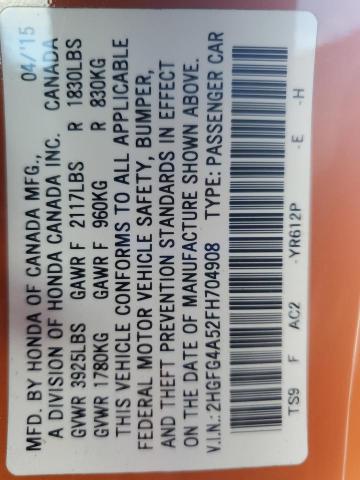 MFD. BY HONDA OF CANADA MFG., 04/'15
A DIVISION OF HONDA CANADA INC. CANADA
GVWR 3925LBS GAWR F 2117LBS R 1830LBS
GVWR 1780KG GAWR F 960KG R 830KG
THIS VEHICLE CONFORMS TO ALL APPLICABLE
FEDERAL MOTOR VEHICLE SAFETY, BUMPER,
AND THEFT PREVENTION STANDARDS IN EFFECT
ON THE DATE OF MANUFACTURE SHOWN ABOVE.
V.I.N.:2HGFG4A52FH704908 TYPE: PASSENGER CAR
TS9 F AC2 -YR612P -E -H